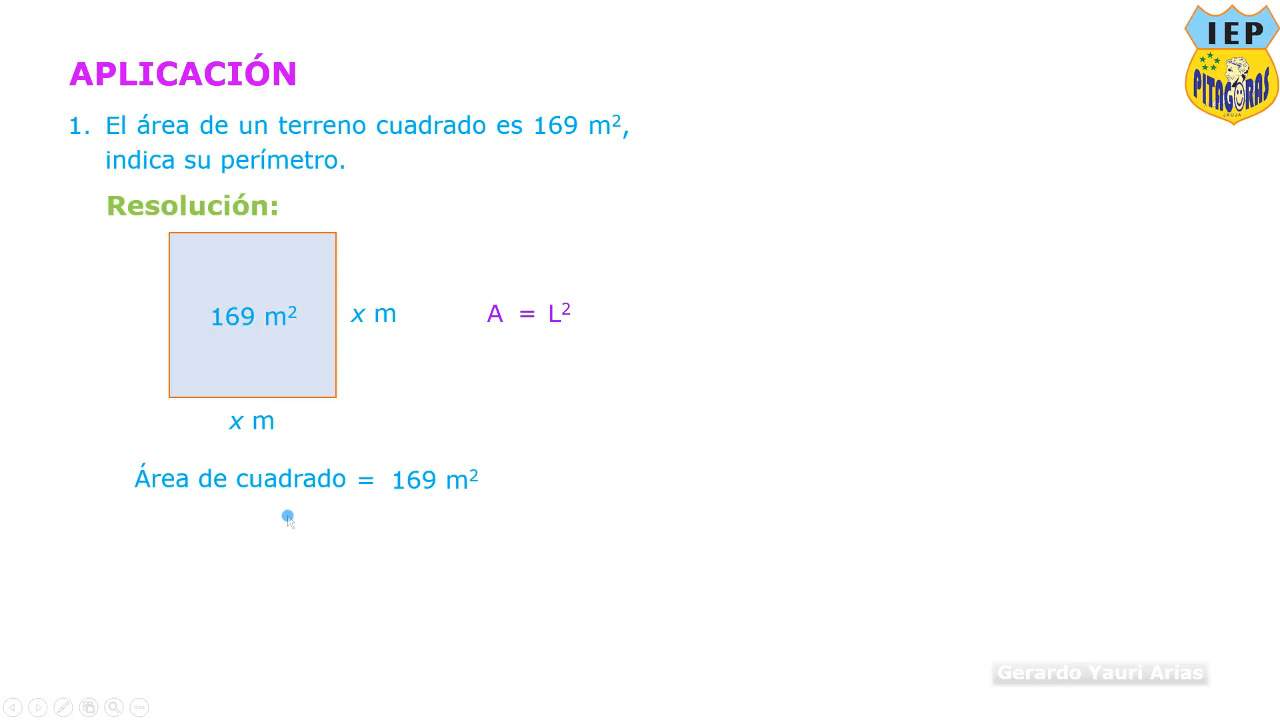 IEP
PITAGORAS
JAUJA
APLICACIÓN
1. El área de un terreno cuadrado es 169 m²,
indica su perímetro.
Resolución:
169 m²
x m
A = L²
x m
Área de cuadrado = 169 m²
Gerardo Yauri Arias